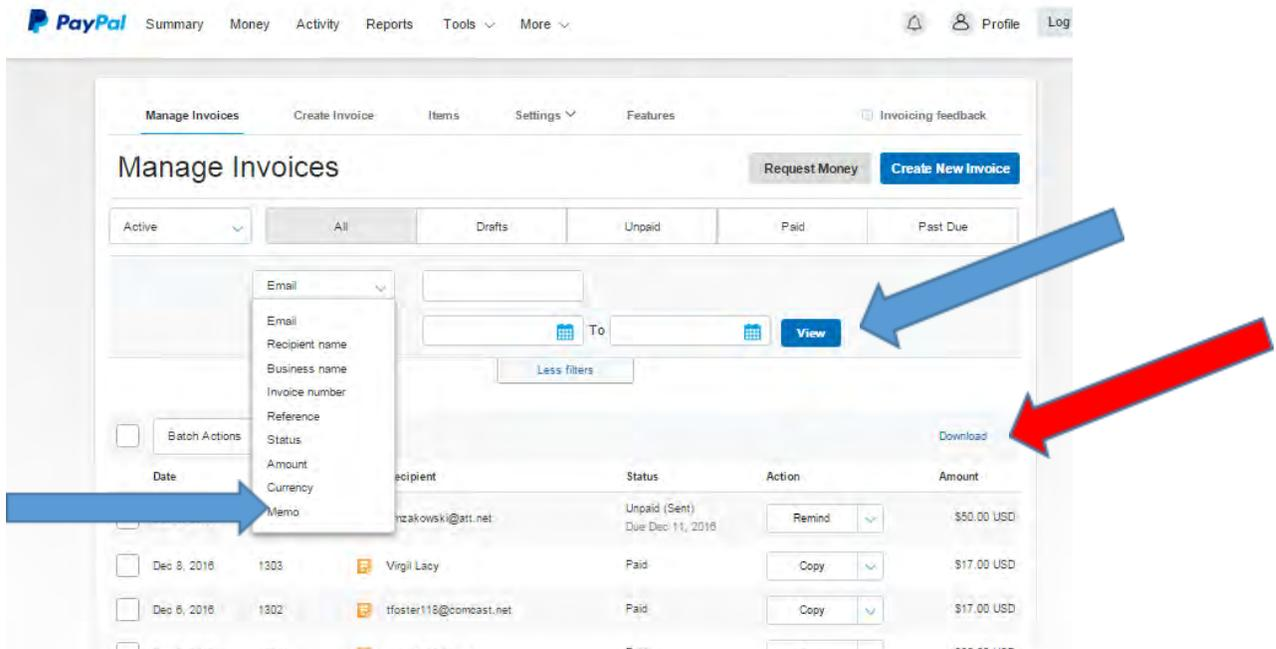 PayPal Summary Money Activity Reports Tools More Profile Log
Manage Invoices Create Invoice Items Settings Features Invoicing feedback
Manage Invoices Request Money Create New Invoice
Active All Drafts Unpaid Paid Past Due
Email
Email
To View
Recipient name
Business name
Less filters
Invoice number
Reference
Batch Actions Status Download
Amount
Date Recipient Status Action Amount
Currency
Memo
mzakowski@att.net Unpaid (Sent) Remind $50.00 USD
Due Dec 11, 2016
Dec 8, 2016 1303 Virgil Lacy Paid Copy $17.00 USD
Dec 6, 2016 1302 tfoster118@comcast.net Paid Copy $17.00 USD